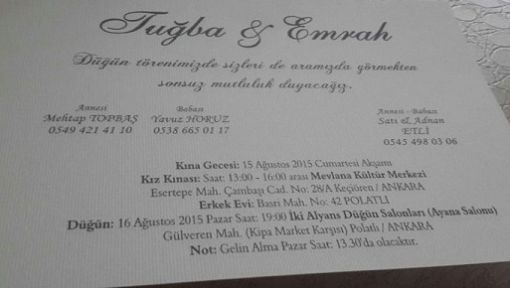 Tuğba & Emrah
Düğün törenimizde sizleri de aramızda görmekten
sonsuz mutluluk duyacağız.
Annesi Babası Annesi - Babası
Mehtap TOPBAŞ Yavuz HORUZ Satı & Adnan
0549 421 41 10 0538 665 01 17 ETLİ
0545 498 03 06
Kına Gecesi: 15 Ağustos 2015 Cumartesi Akşamı
Kız Kınası: Saat: 13:00 - 16:00 arası Mevlana Kültür Merkezi
Esertepe Mah. Çambaşı Cad. No: 28/A Keçiören / ANKARA
Erkek Evi: Basri Mah. No: 42 POLATLI
Düğün: 16 Ağustos 2015 Pazar Saat: 19:00 İki Alyans Düğün Salonları (Ayana Salonu)
Gülveren Mah. (Kipa Market Karşısı) Polatlı / ANKARA
Not: Gelin Alma Pazar Saat: 13.30'da olacaktır.